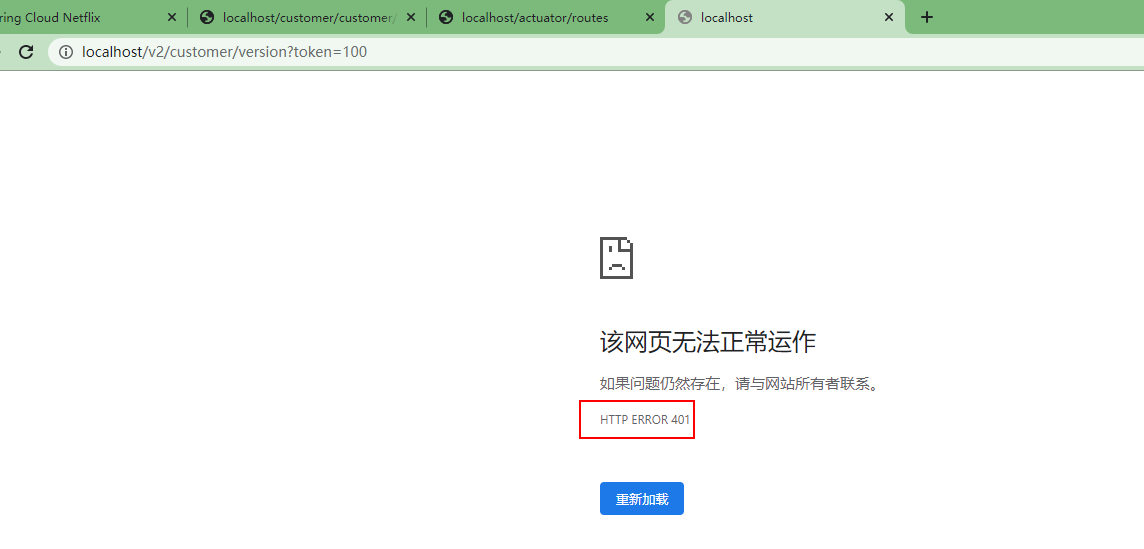 ring Cloud Netflix
localhost/customer/customer/
localhost/actuator/routes
localhost
localhost/v2/customer/version?token=100
该网页无法正常运作
如果问题仍然存在，请与网站所有者联系。
HTTP ERROR 401
重新加载